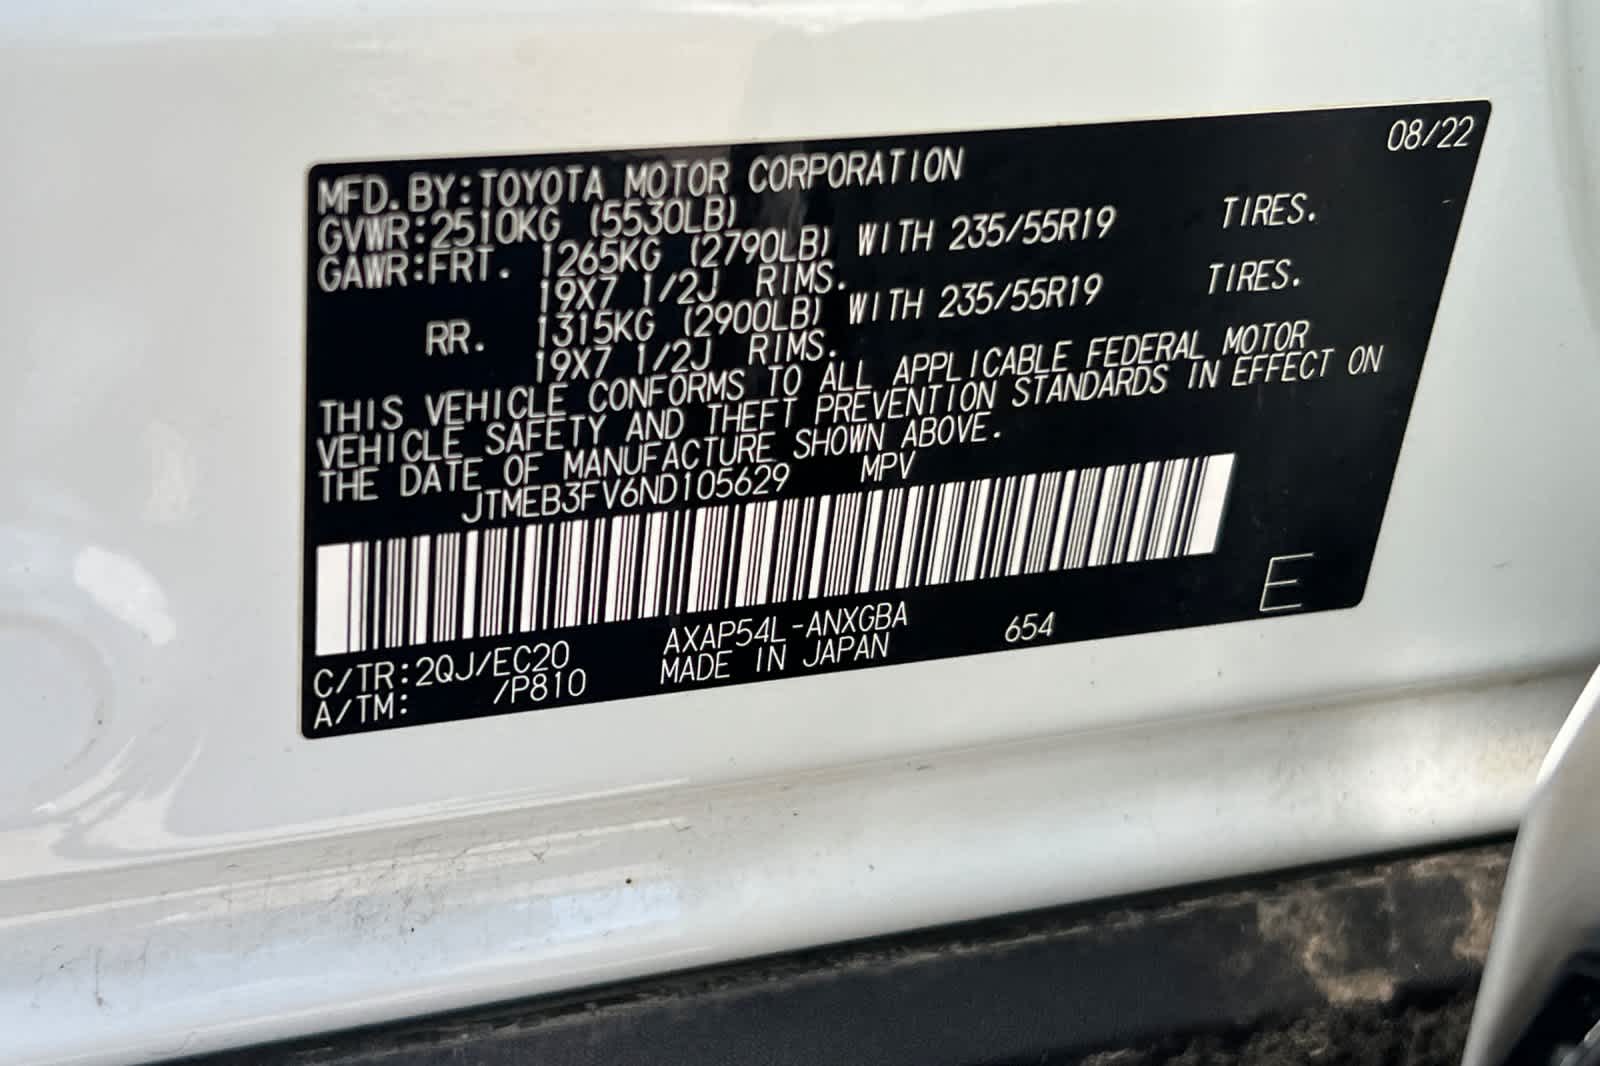 08/22
MFD.BY:TOYOTA MOTOR CORPORATION
GVWR:2510KG (5530LB)
GAWR:FRT. 1265KG (2790LB) WITH 235/55R19 TIRES.
19X7 1/2J RIMS.
RR. 1315KG (2900LB) WITH 235/55R19 TIRES.
19X7 1/2J RIMS.
THIS VEHICLE CONFORMS TO ALL APPLICABLE FEDERAL MOTOR
VEHICLE SAFETY AND THEFT PREVENTION STANDARDS IN EFFECT ON
THE DATE OF MANUFACTURE SHOWN ABOVE.
JTMEB3FV6ND105629 MPV
E
C/TR:2QJ/EC20 AXAP54L-ANXGBA 654
A/TM: /P810 MADE IN JAPAN